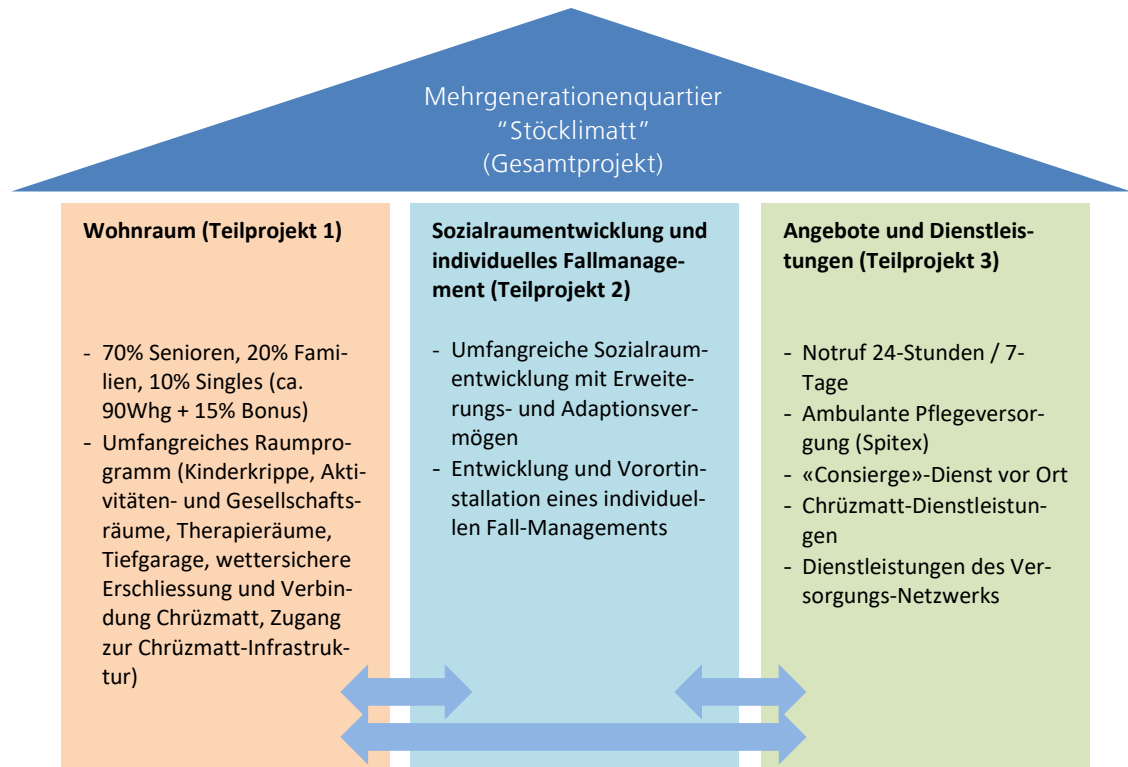 Mehrgenerationenquartier
“Stöcklimatt”
(Gesamtprojekt)
Wohnraum (Teilprojekt 1)
- 70% Senioren, 20% Fami-
lien, 10% Singles (ca.
90Whg + 15% Bonus)
- Umfangreiches Raumpro-
gramm (Kinderkrippe, Akti-
vitäten- und Gesellschafts-
räume, Therapieräume,
Tiefgarage, wettersichere
Erschliessung und Verbin-
dung Chrüzmatt, Zugang
zur Chrüzmatt-Infrastruk-
tur)
Sozialraumentwicklung und
individuelles Fallmanage-
ment (Teilprojekt 2)
- Umfangreiche Sozialraum-
entwicklung mit Erweite-
rungs- und Adaptionsver-
mögen
- Entwicklung und Vorortin-
stallation eines individuel-
len Fall-Managements
Angebote und Dienstleis-
tungen (Teilprojekt 3)
- Notruf 24-Stunden / 7-
Tage
- Ambulante Pflegeversor-
gung (Spitex)
- «Consierge»-Dienst vor Ort
- Chrüzmatt-Dienstleistun-
gen
- Dienstleistungen des Ver-
sorgungs-Netzwerks